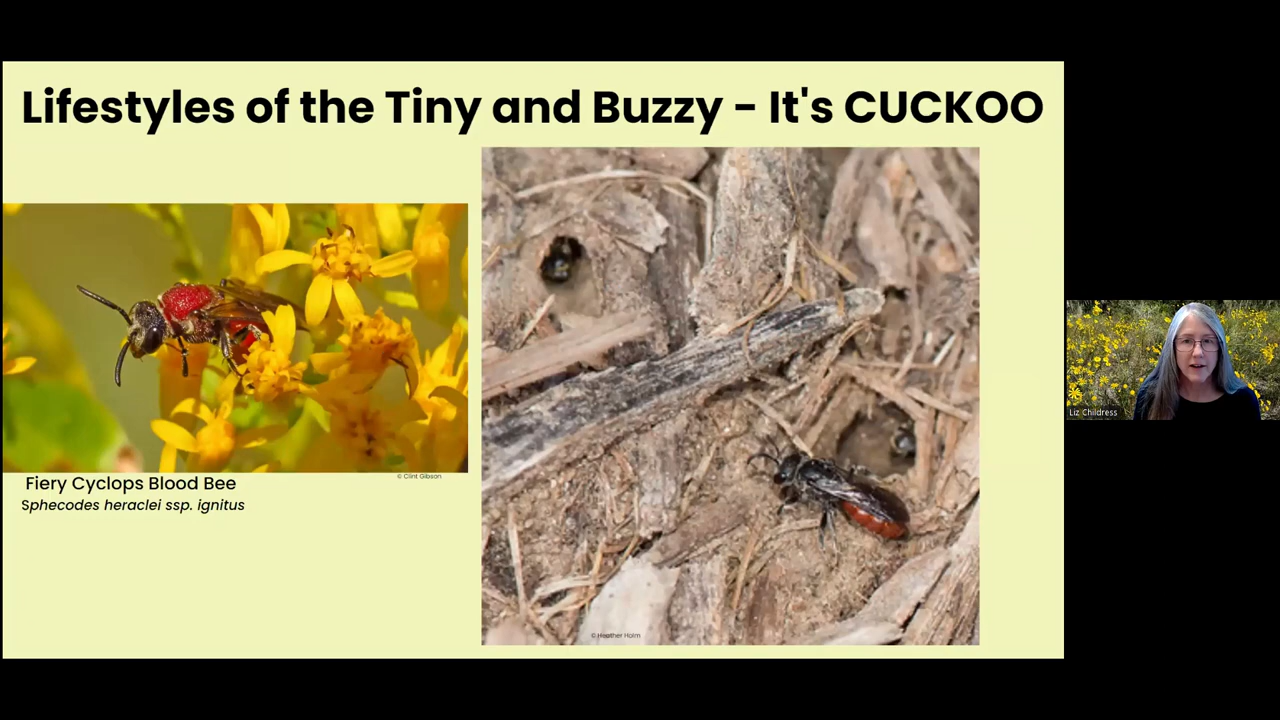 Lifestyles of the Tiny and Buzzy - It's CUCKOO
© Clint Gibson
Fiery Cyclops Blood Bee
Sphecodes heraclei ssp. ignitus
© Heather Holm
Liz Childress